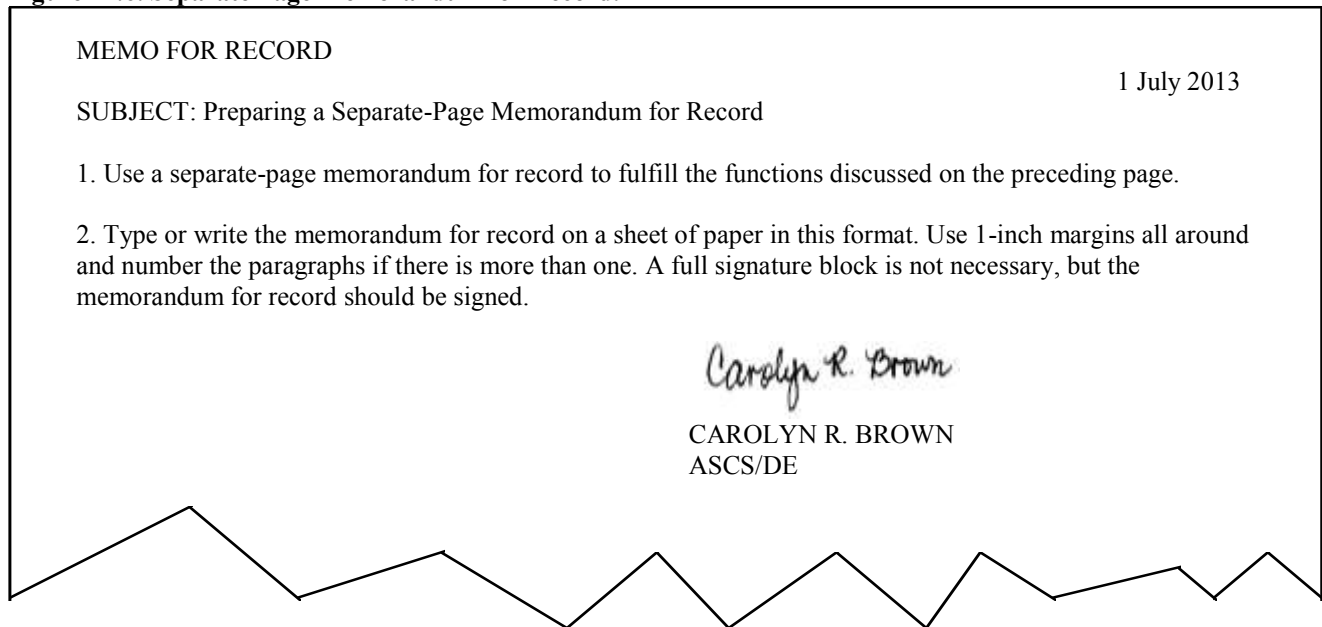 MEMO FOR RECORD
1 July 2013
SUBJECT: Preparing a Separate-Page Memorandum for Record
1. Use a separate-page memorandum for record to fulfill the functions discussed on the preceding page.
2. Type or write the memorandum for record on a sheet of paper in this format. Use 1-inch margins all around
and number the paragraphs if there is more than one. A full signature block is not necessary, but the
memorandum for record should be signed.
Carolyn R. Brown
CAROLYN R. BROWN
ASCS/DE